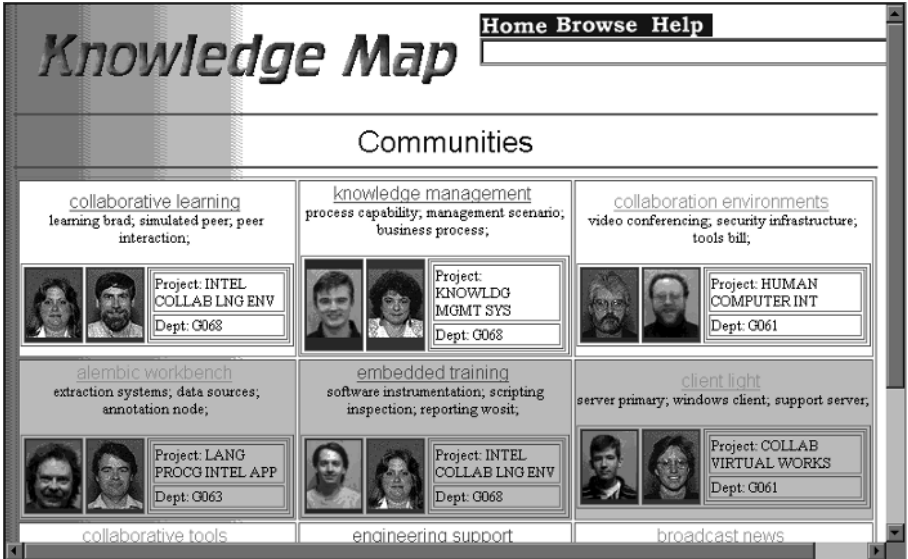 Home Browse Help
Knowledge Map
Communities
collaborative learning
learning brad; simulated peer; peer
interaction;
Project: INTEL
COLLAB LNG ENV
Dept: G068
knowledge management
process capability; management scenario;
business process;
Project:
KNOWLDG
MGMT SYS
Dept: G068
collaboration environments
video conferencing; security infrastructure;
tools bill;
Project: HUMAN
COMPUTER INT
Dept: G061
alembic workbench
extraction systems; data sources;
annotation node;
Project: LANG
PROCG INTEL APP
Dept: G063
embedded training
software instrumentation; scripting
inspection; reporting wosit;
Project: INTEL
COLLAB LNG ENV
Dept: G068
client light
server primary; windows client; support server;
Project: COLLAB
VIRTUAL WORKS
Dept: G061
collaborative tools
engineering support
broadcast news